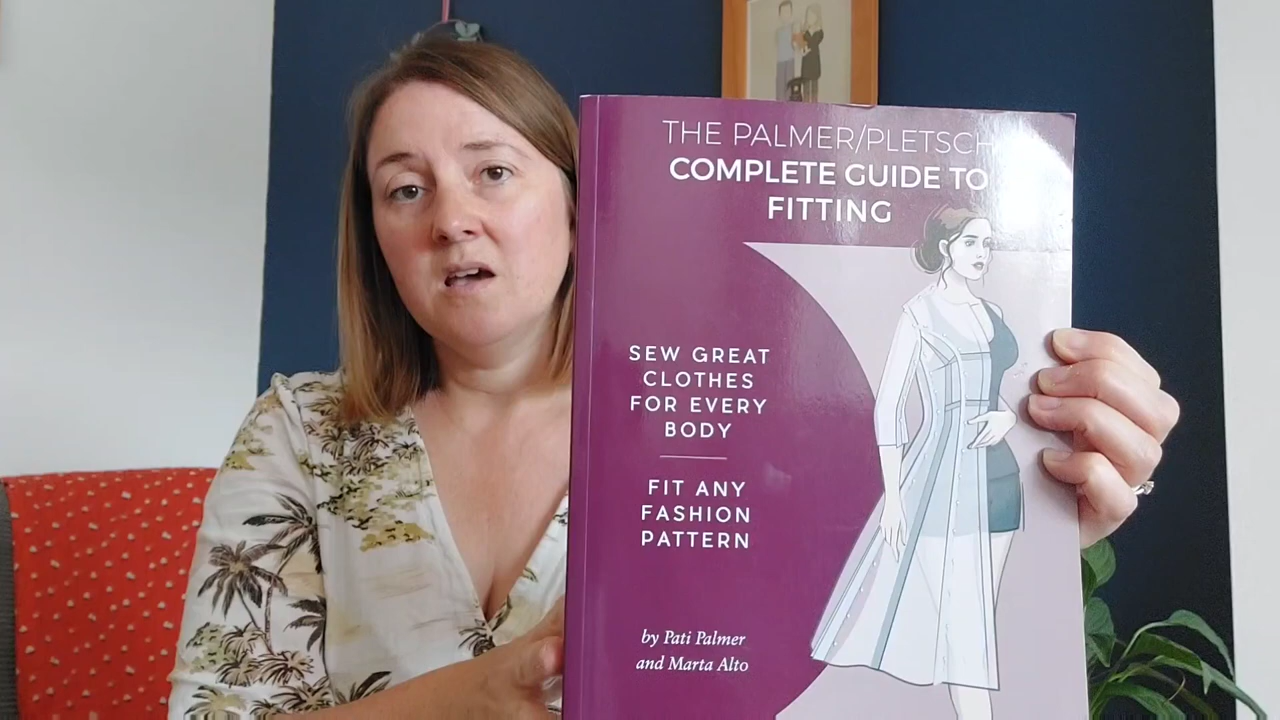 THE PALMER/PLETSCH
COMPLETE GUIDE TO
FITTING
SEW GREAT
CLOTHES
FOR EVERY
BODY
FIT ANY
FASHION
PATTERN
by Pati Palmer
and Marta Alto